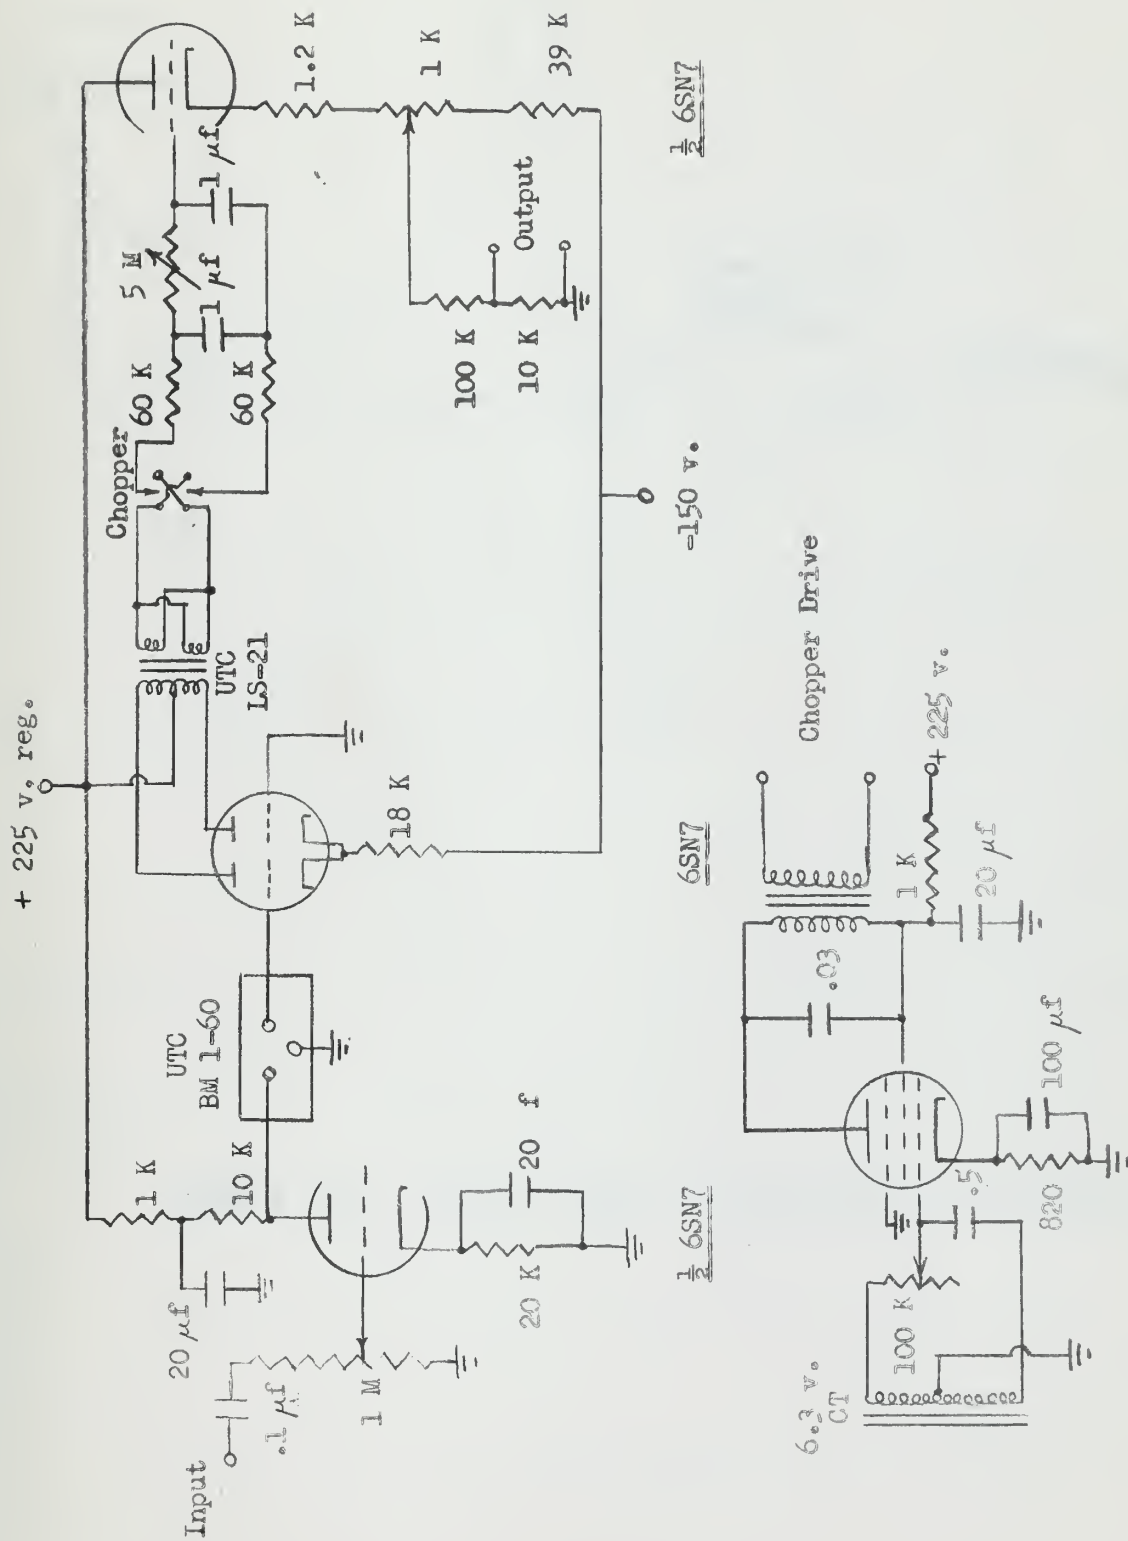 + 225 v. reg.
Input
.1 µf
1 M
20 µf
1 K
10 K
20 K
20 f
½ 6SN7
UTC
BM 1-60
18 K
6SN7
UTC
LS-21
Chopper
60 K
60 K
5 M
1 µf
1 µf
1.2 K
1 K
39 K
100 K
10 K
Output
½ 6SN7
-150 v.
6.3 v.
CT
100 K
.5
820
100 µf
.03
1 K
20 µf
+ 225 v.
Chopper Drive